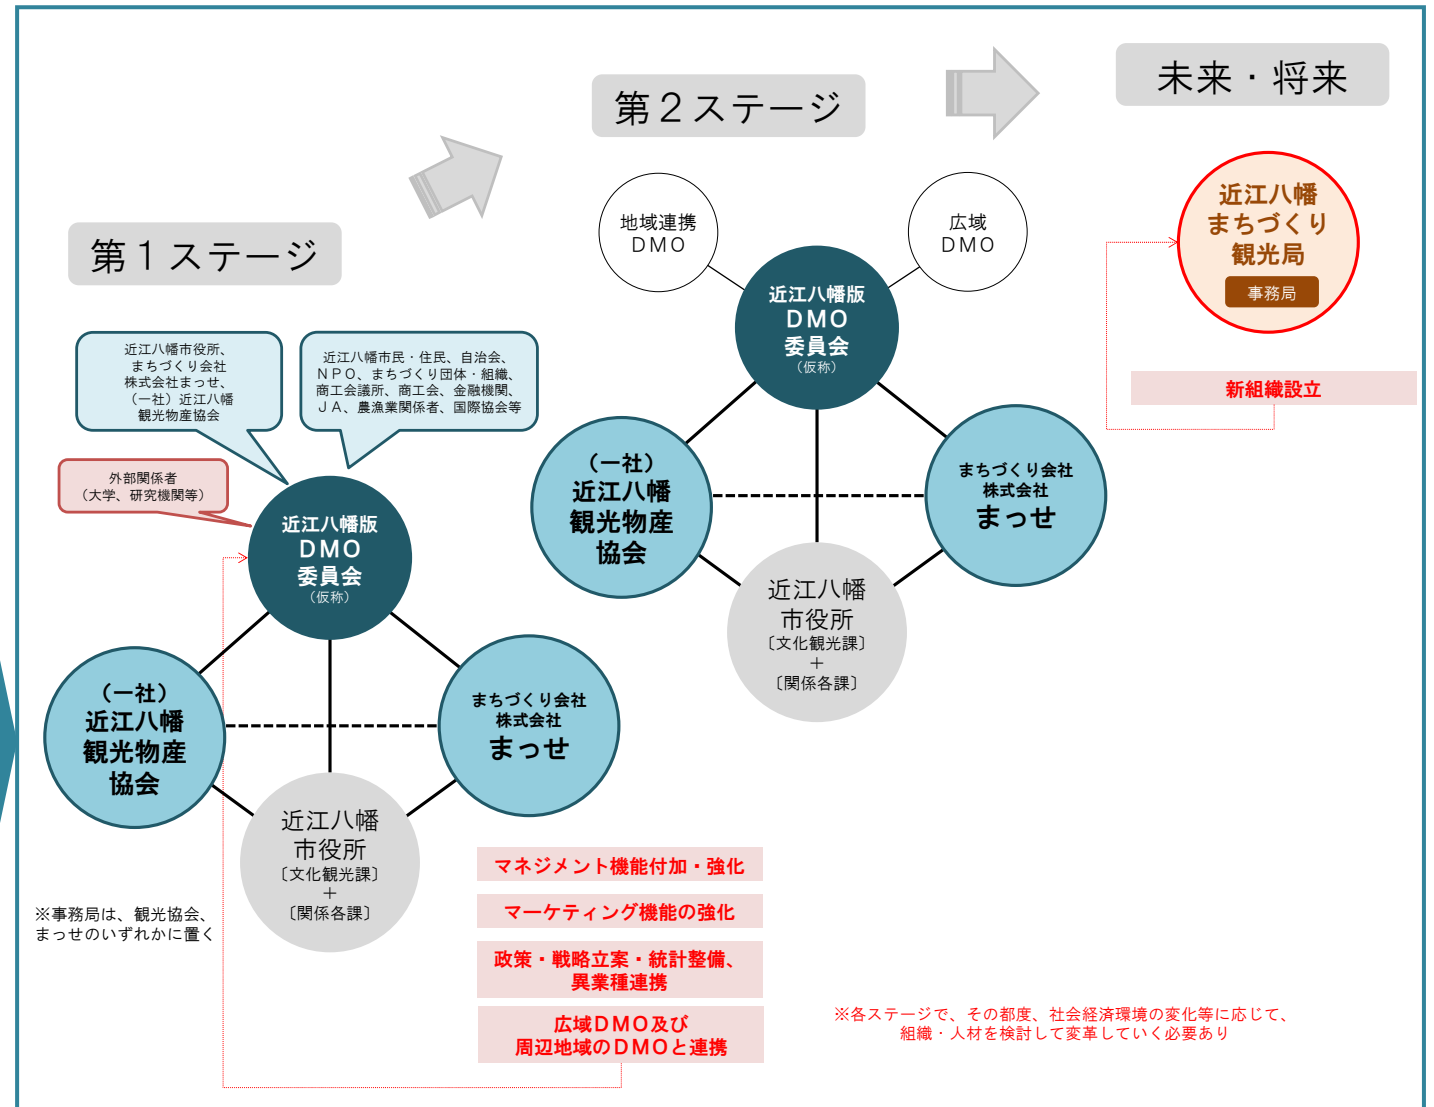 第１ステージ
近江八幡市役所、
まちづくり会社
株式会社まっせ、
（一社）近江八幡
観光物産協会
近江八幡市民・住民、自治会、
ＮＰＯ、まちづくり団体・組織、
商工会議所、商工会、金融機関、
ＪＡ、農漁業関係者、国際協会等
外部関係者
（大学、研究機関等）
近江八幡版
ＤＭＯ
委員会
（仮称）
（一社）
近江八幡
観光物産
協会
まちづくり会社
株式会社
まっせ
近江八幡
市役所
〔文化観光課〕
＋
〔関係各課〕
※事務局は、観光協会、
まっせのいずれかに置く
マネジメント機能付加・強化
マーケティング機能の強化
政策・戦略立案・統計整備、
異業種連携
広域ＤＭＯ及び
周辺地域のＤＭＯと連携
第２ステージ
地域連携
ＤＭＯ
広域
ＤＭＯ
近江八幡版
ＤＭＯ
委員会
（仮称）
（一社）
近江八幡
観光物産
協会
まちづくり会社
株式会社
まっせ
近江八幡
市役所
〔文化観光課〕
＋
〔関係各課〕
未来・将来
近江八幡
まちづくり
観光局
事務局
新組織設立
※各ステージで、その都度、社会経済環境の変化等に応じて、
組織・人材を検討して変革していく必要あり